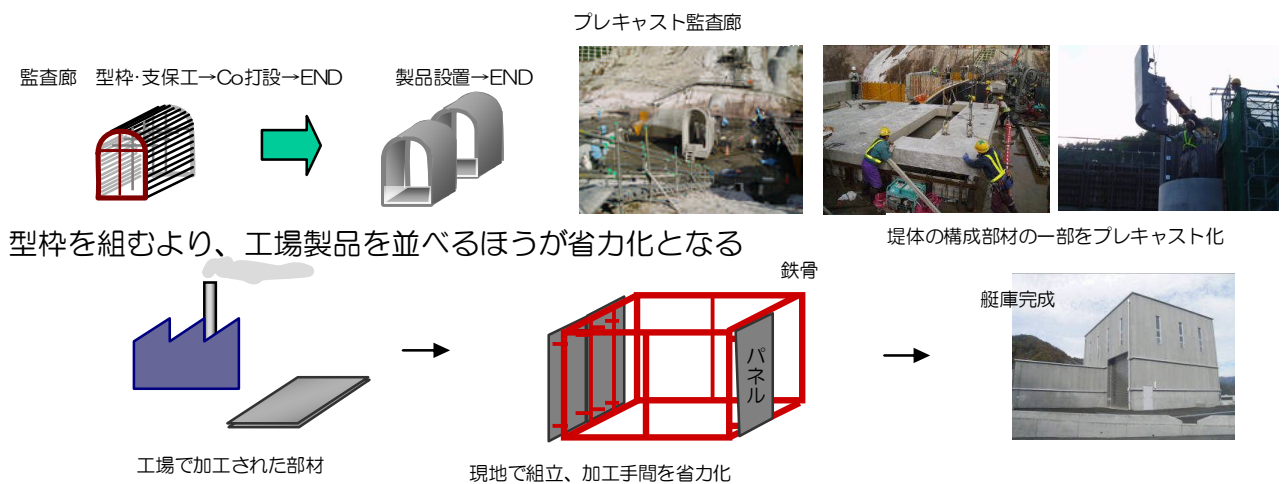 プレキャスト監査廊
監査廊　型枠・支保工→Co打設→END
製品設置→END
型枠を組むより、工場製品を並べるほうが省力化となる
堤体の構成部材の一部をプレキャスト化
鉄骨
艇庫完成
パネル
工場で加工された部材
現地で組立、加工手間を省力化